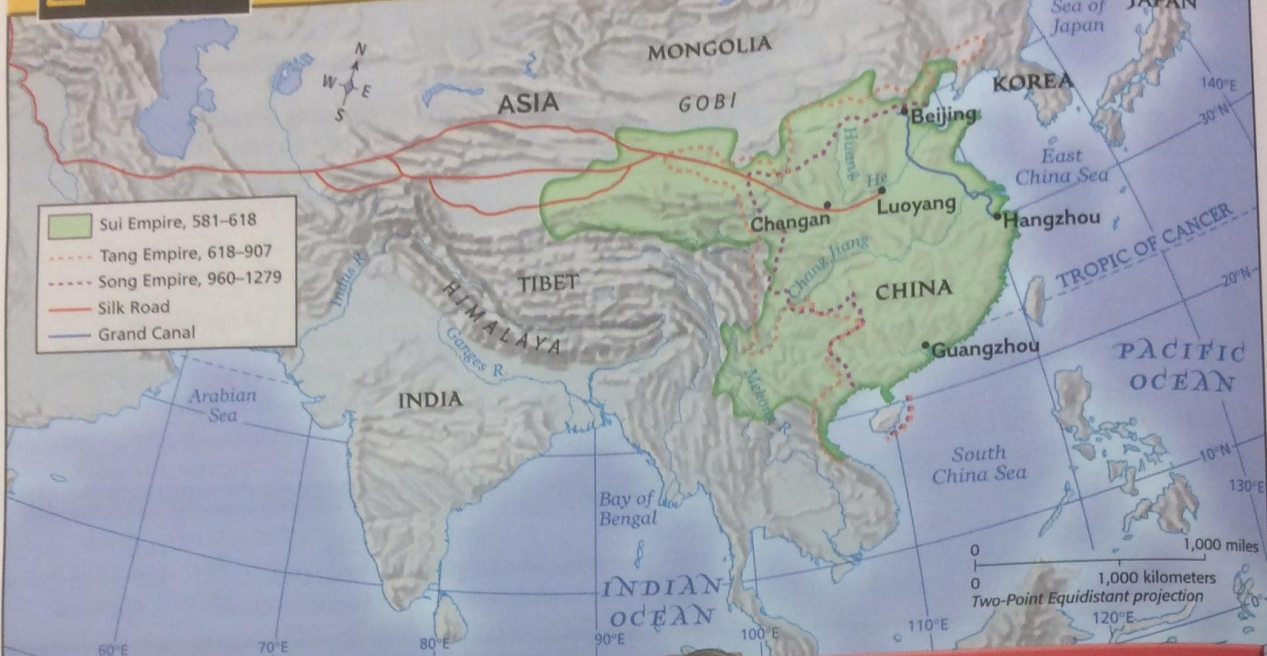 Sea of
Japan
JAPAN
MONGOLIA
ASIA
GOBI
KOREA
N
W E
S
140°E
30°N
Beijing
Huang
He
East
China Sea
Luoyang
Changan
Hangzhou
Sui Empire, 581–618
Tang Empire, 618–907
Song Empire, 960–1279
Silk Road
Grand Canal
TROPIC OF CANCER
Chang Jiang
CHINA
20°N
TIBET
Indus R.
HIMALAYA
Ganges R.
Guangzhou
PACIFIC
OCEAN
Arabian
Sea
INDIA
Mekong R.
South
China Sea
10°N
130°E
Bay of
Bengal
0 1,000 miles
0 1,000 kilometers
Two-Point Equidistant projection
INDIAN
OCEAN
0°
60°E
70°E
80°E
90°E
100°E
110°E
120°E